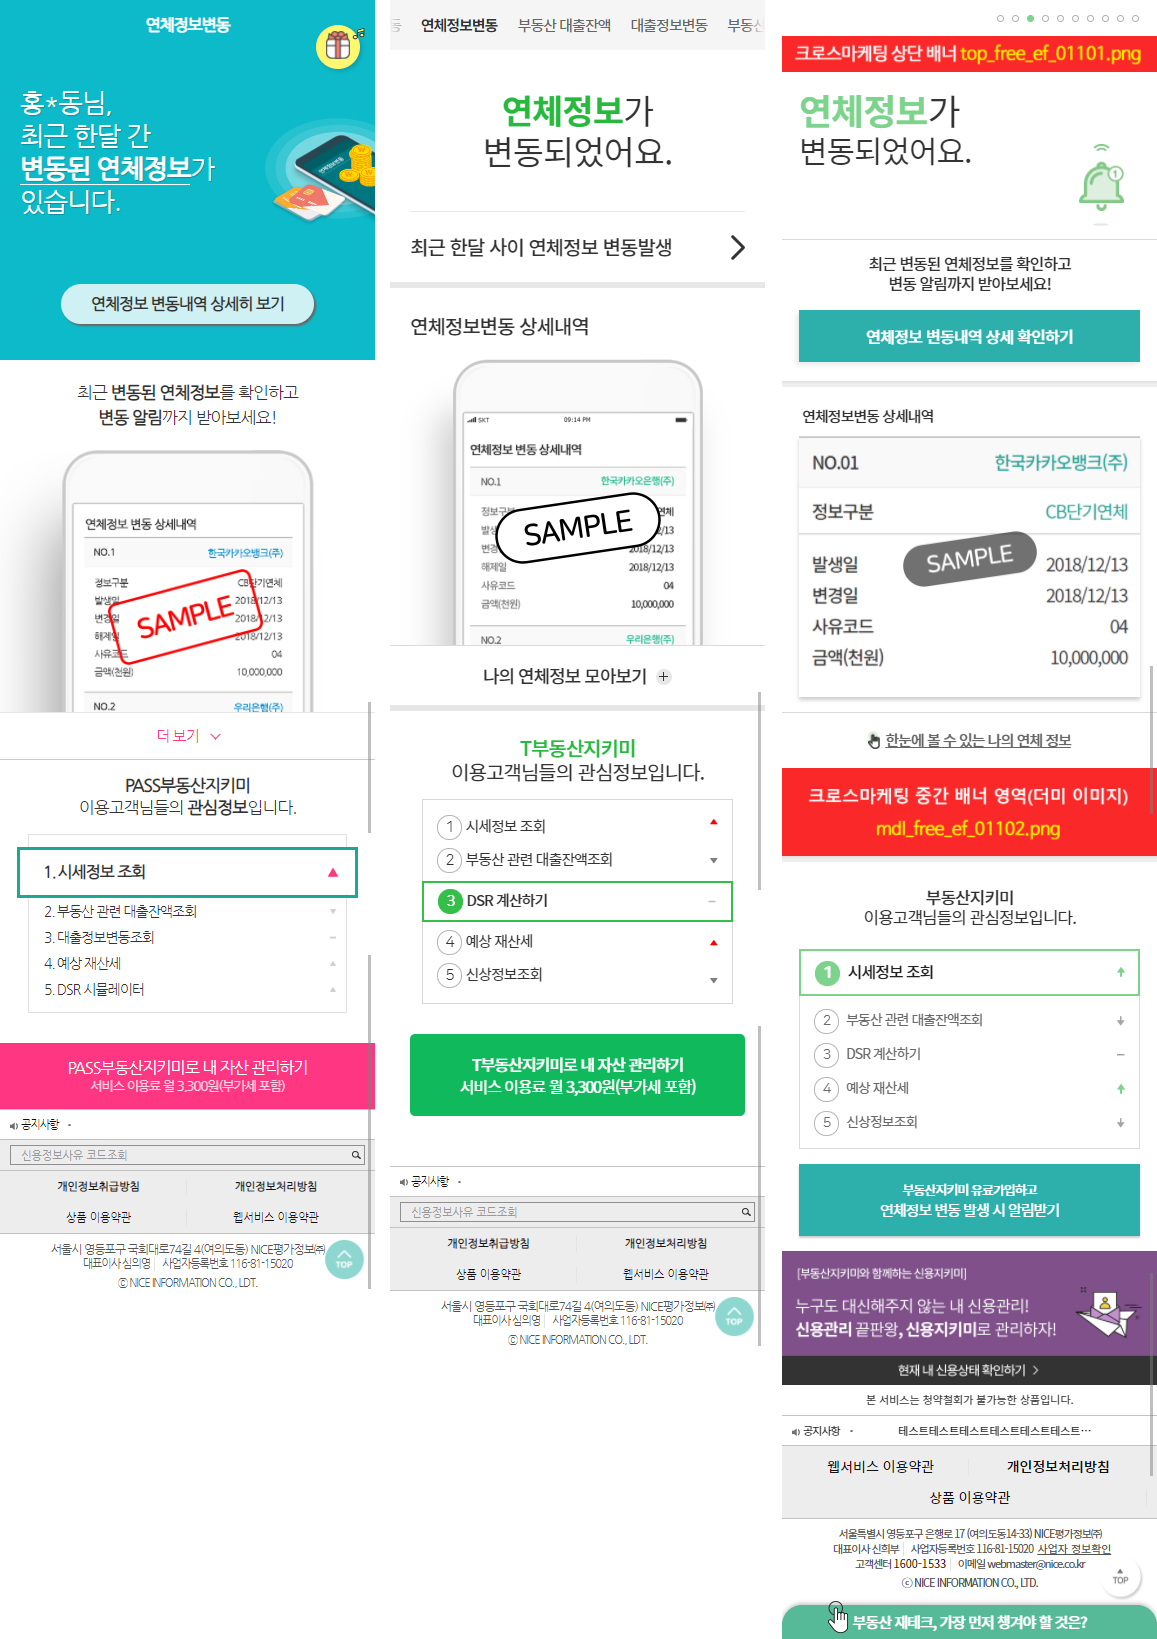 연체정보변동
홍*동님,
최근 한달 간
변동된 연체정보가
있습니다.
연체정보 변동내역 상세히 보기
최근 변동된 연체정보를 확인하고
변동 알림까지 받아보세요!
연체정보 변동 상세내역
NO.1 한국카카오뱅크(주)
정보구분 CB단기연체
발생일 2018/12/13
변경일 2018/12/13
해제일 2018/12/13
사유코드 04
금액(천원) 10,000,000
SAMPLE
NO.2 우리은행(주)
더 보기
PASS부동산지키미
이용고객님들의 관심정보입니다.
1. 시세정보 조회
2. 부동산 관련 대출잔액조회
3. 대출정보변동조회
4. 예상 재산세
5. DSR 시뮬레이터
PASS부동산지키미로 내 자산 관리하기
서비스 이용료 월 3,300원(부가세 포함)
공지사항
신용정보사유 코드조회
개인정보취급방침 개인정보처리방침
상품 이용약관 웹서비스 이용약관
서울시 영등포구 국회대로74길 4(여의도동) NICE평가정보㈜
대표이사 심의영 사업자등록번호 116-81-15020
ⓒ NICE INFORMATION CO., LDT.
TOP
동 연체정보변동 부동산 대출잔액 대출정보변동 부동산
연체정보가
변동되었어요.
최근 한달 사이 연체정보 변동발생
연체정보변동 상세내역
SKT 09:14 PM
연체정보 변동 상세내역
NO.1 한국카카오은행(주)
정보구분 연체
발생 2/13
변경 2018/12/13
해제일 2018/12/13
사유코드 04
금액(천원) 10,000,000
SAMPLE
NO.2 우리은행(주)
나의 연체정보 모아보기
T부동산지키미
이용고객님들의 관심정보입니다.
1 시세정보 조회
2 부동산 관련 대출잔액조회
3 DSR 계산하기
4 예상 재산세
5 신상정보조회
T부동산지키미로 내 자산 관리하기
서비스 이용료 월 3,300원(부가세 포함)
공지사항
신용정보사유 코드조회
개인정보취급방침 개인정보처리방침
상품 이용약관 웹서비스 이용약관
서울시 영등포구 국회대로74길 4(여의도동) NICE평가정보㈜
대표이사 심의영 사업자등록번호 116-81-15020
ⓒ NICE INFORMATION CO., LDT.
TOP
크로스마케팅 상단 배너 top_free_ef_01101.png
연체정보가
변동되었어요.
1
최근 변동된 연체정보를 확인하고
변동 알림까지 받아보세요!
연체정보 변동내역 상세 확인하기
연체정보변동 상세내역
NO.01 한국카카오뱅크(주)
정보구분 CB단기연체
SAMPLE
발생일 2018/12/13
변경일 2018/12/13
사유코드 04
금액(천원) 10,000,000
한눈에 볼 수 있는 나의 연체 정보
크로스마케팅 중간 배너 영역(더미 이미지)
mdl_free_ef_01102.png
부동산지키미
이용고객님들의 관심정보입니다.
1 시세정보 조회
2 부동산 관련 대출잔액조회
3 DSR 계산하기
4 예상 재산세
5 신상정보조회
부동산지키미 유료가입하고
연체정보 변동 발생 시 알림받기
[부동산지키미와 함께하는 신용지키미]
누구도 대신해주지 않는 내 신용관리!
신용관리 끝판왕, 신용지키미로 관리하자!
현재 내 신용상태 확인하기
본 서비스는 청약철회가 불가능한 상품입니다.
공지사항 테스트테스트테스트테스트테스트테스트…
웹서비스 이용약관 개인정보처리방침
상품 이용약관
서울특별시 영등포구 은행로 17 (여의도동14-33) NICE평가정보㈜
대표이사 신희부 사업자등록번호 116-81-15020 사업자 정보확인
고객센터 1600-1533 이메일 webmaster@nice.co.kr
ⓒ NICE INFORMATION CO., LTD.
TOP
부동산 재테크, 가장 먼저 챙겨야 할 것은?